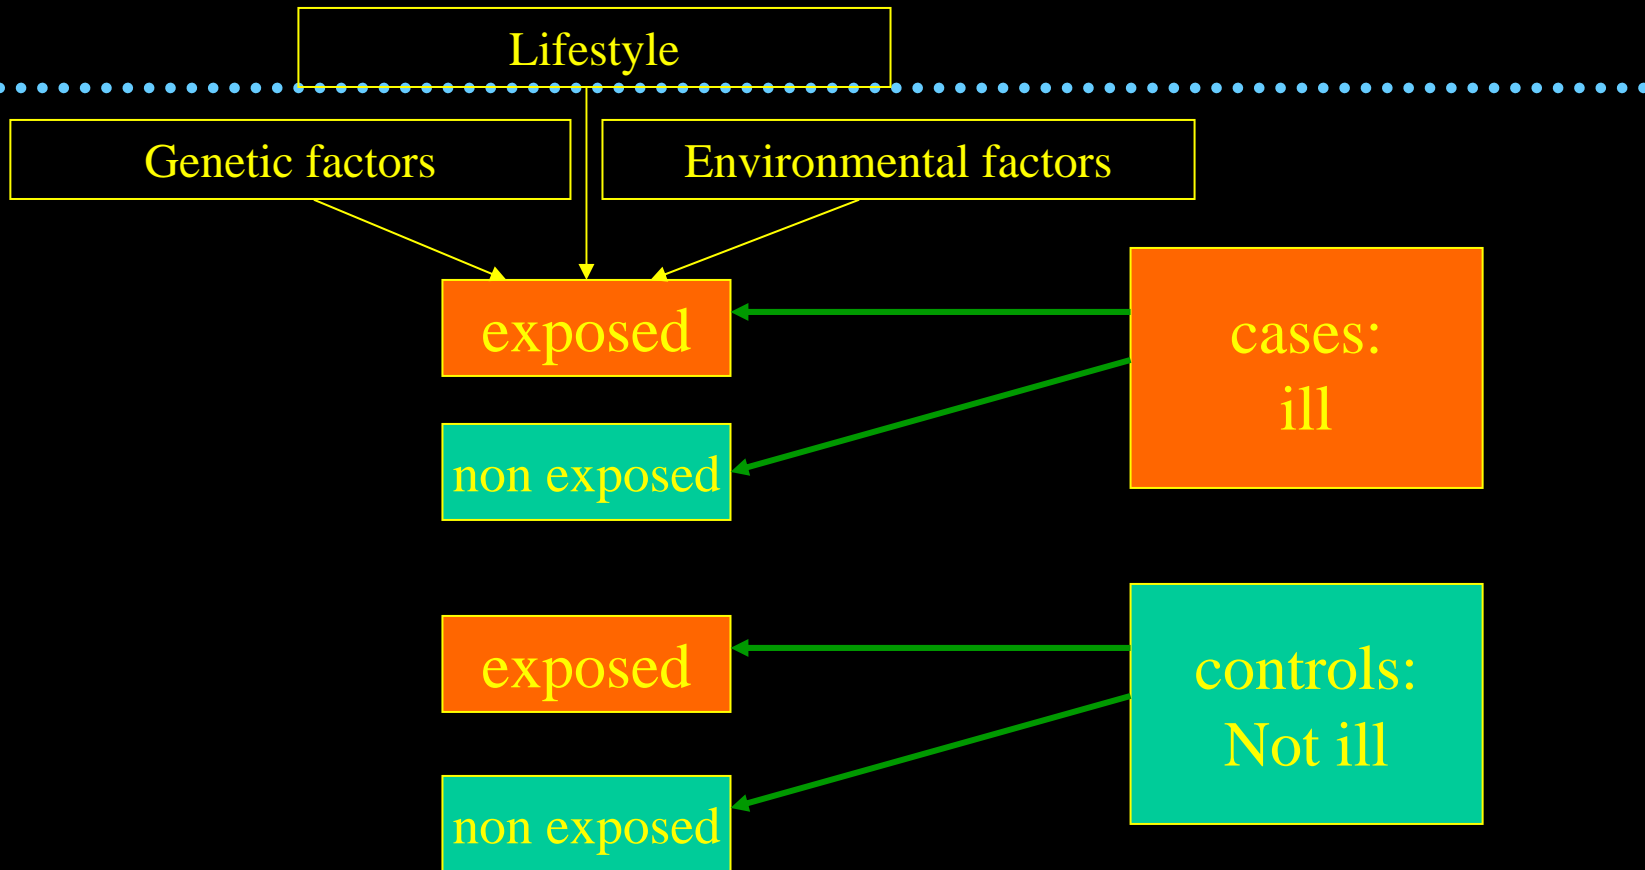 Lifestyle
Genetic factors
Environmental factors
exposed
cases:
ill
non exposed
exposed
controls:
Not ill
non exposed